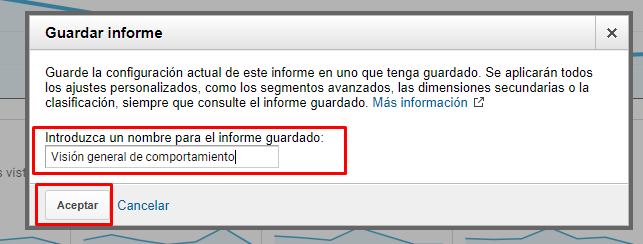 Guardar informe
Guarde la configuración actual de este informe en uno que tenga guardado. Se aplicarán todos
los ajustes personalizados, como los segmentos avanzados, las dimensiones secundarias o la
clasificación, siempre que consulte el informe guardado. Más información
Introduzca un nombre para el informe guardado:
Visión general de comportamiento
Aceptar Cancelar
s vist